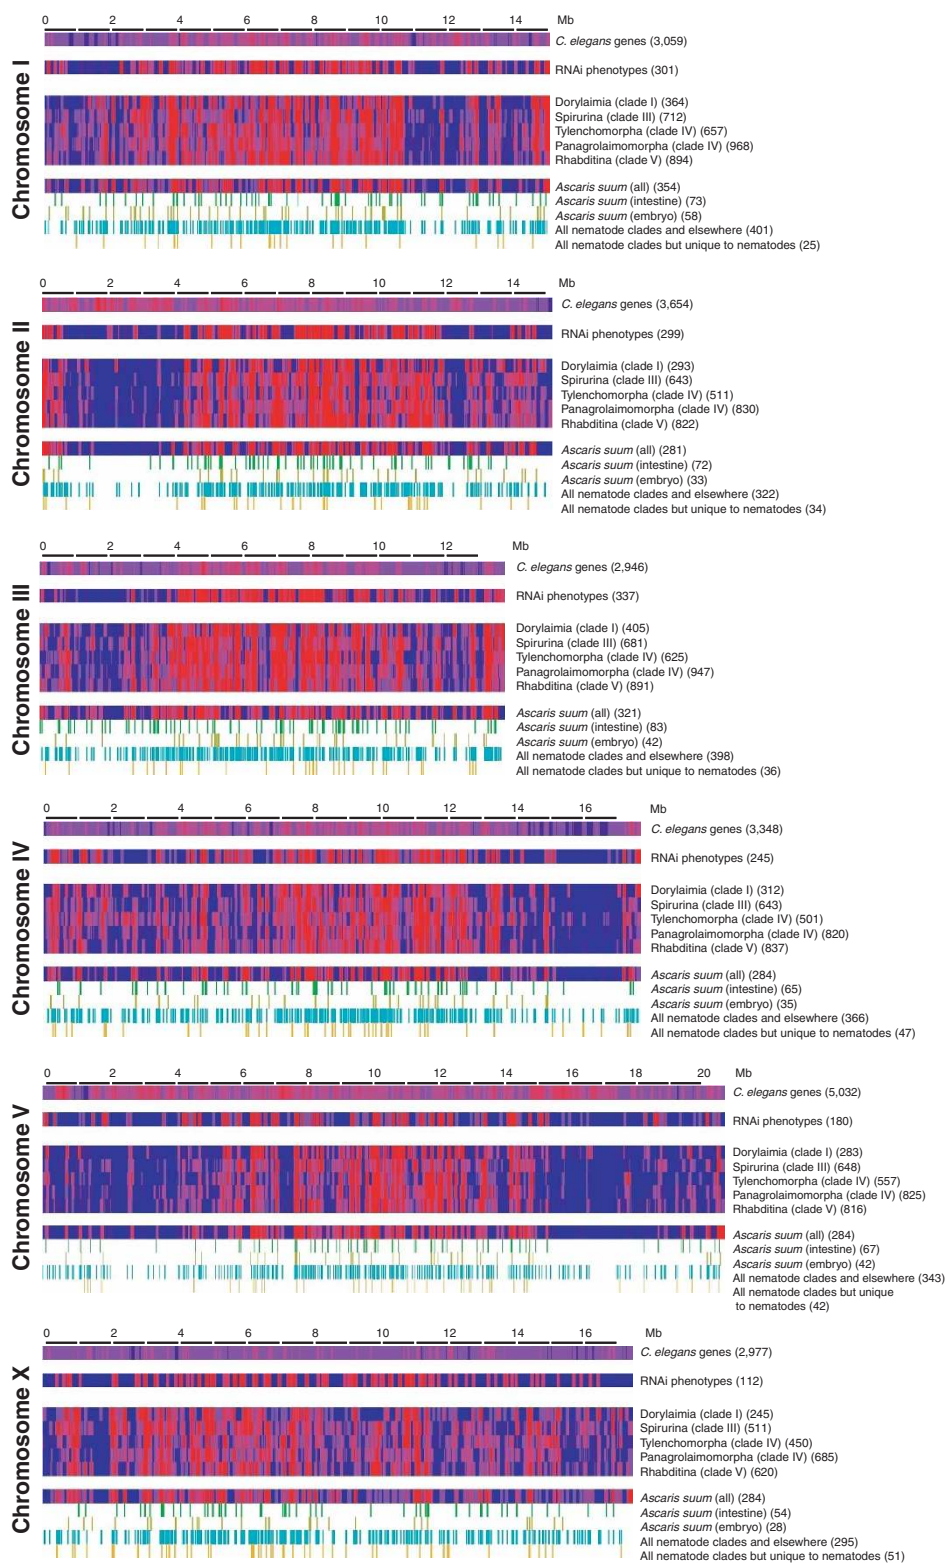 0 2 4 6 8 10 12 14 Mb
Chromosome I
C. elegans genes (3,059)
RNAi phenotypes (301)
Dorylaimia (clade I) (364)
Spirurina (clade III) (712)
Tylenchomorpha (clade IV) (657)
Panagrolaimomorpha (clade IV) (968)
Rhabditina (clade V) (894)
Ascaris suum (all) (354)
Ascaris suum (intestine) (73)
Ascaris suum (embryo) (58)
All nematode clades and elsewhere (401)
All nematode clades but unique to nematodes (25)
0 2 4 6 8 10 12 14 Mb
Chromosome II
C. elegans genes (3,654)
RNAi phenotypes (299)
Dorylaimia (clade I) (293)
Spirurina (clade III) (643)
Tylenchomorpha (clade IV) (511)
Panagrolaimomorpha (clade IV) (830)
Rhabditina (clade V) (822)
Ascaris suum (all) (281)
Ascaris suum (intestine) (72)
Ascaris suum (embryo) (33)
All nematode clades and elsewhere (322)
All nematode clades but unique to nematodes (34)
0 2 4 6 8 10 12 Mb
Chromosome III
C. elegans genes (2,946)
RNAi phenotypes (337)
Dorylaimia (clade I) (405)
Spirurina (clade III) (681)
Tylenchomorpha (clade IV) (625)
Panagrolaimomorpha (clade IV) (947)
Rhabditina (clade V) (891)
Ascaris suum (all) (321)
Ascaris suum (intestine) (83)
Ascaris suum (embryo) (42)
All nematode clades and elsewhere (398)
All nematode clades but unique to nematodes (36)
0 2 4 6 8 10 12 14 16 Mb
Chromosome IV
C. elegans genes (3,348)
RNAi phenotypes (245)
Dorylaimia (clade I) (312)
Spirurina (clade III) (643)
Tylenchomorpha (clade IV) (501)
Panagrolaimomorpha (clade IV) (820)
Rhabditina (clade V) (837)
Ascaris suum (all) (284)
Ascaris suum (intestine) (65)
Ascaris suum (embryo) (35)
All nematode clades and elsewhere (366)
All nematode clades but unique to nematodes (47)
0 2 4 6 8 10 12 14 16 18 20 Mb
Chromosome V
C. elegans genes (5,032)
RNAi phenotypes (180)
Dorylaimia (clade I) (283)
Spirurina (clade III) (648)
Tylenchomorpha (clade IV) (557)
Panagrolaimomorpha (clade IV) (825)
Rhabditina (clade V) (816)
Ascaris suum (all) (284)
Ascaris suum (intestine) (67)
Ascaris suum (embryo) (42)
All nematode clades and elsewhere (343)
All nematode clades but unique
to nematodes (42)
0 2 4 6 8 10 12 14 16 Mb
Chromosome X
C. elegans genes (2,977)
RNAi phenotypes (112)
Dorylaimia (clade I) (245)
Spirurina (clade III) (511)
Tylenchomorpha (clade IV) (450)
Panagrolaimomorpha (clade IV) (685)
Rhabditina (clade V) (620)
Ascaris suum (all) (284)
Ascaris suum (intestine) (54)
Ascaris suum (embryo) (28)
All nematode clades and elsewhere (295)
All nematode clades but unique to nematodes (51)